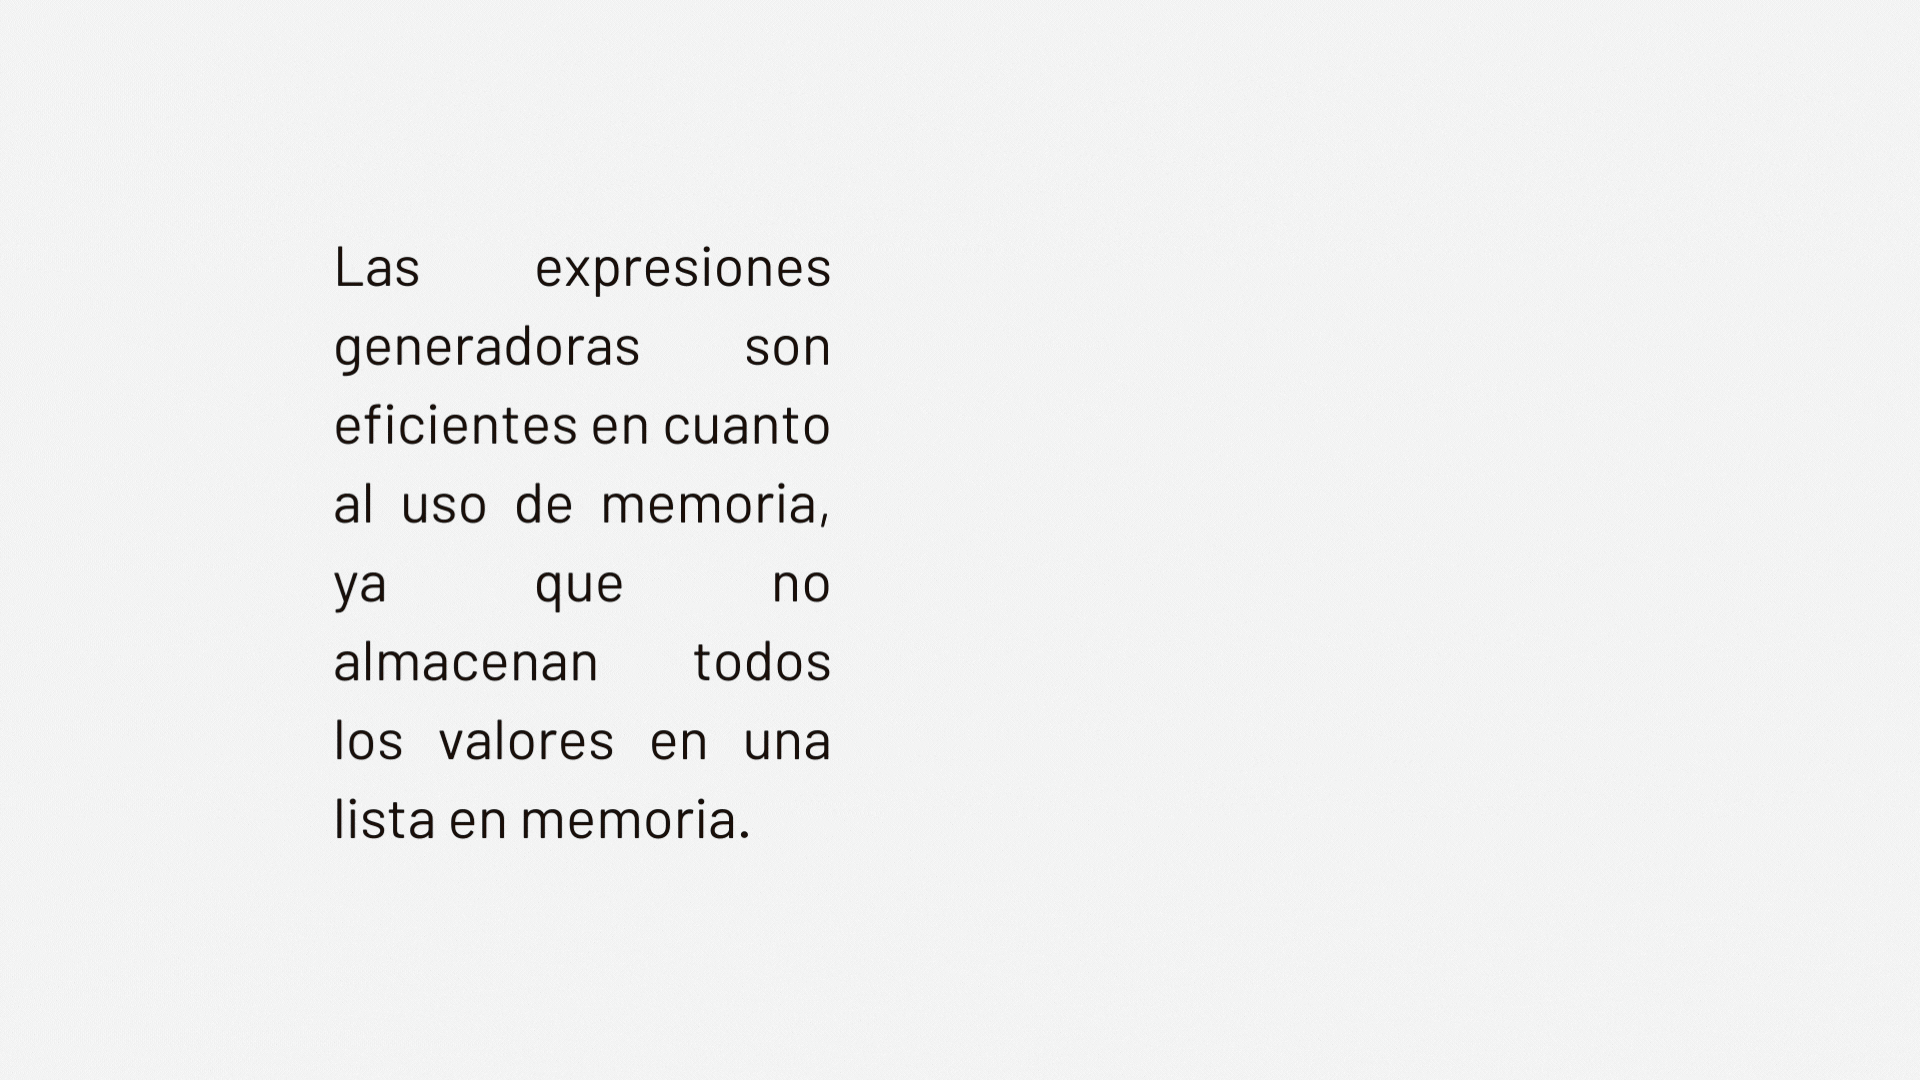 Las expresiones
generadoras son
eficientes en cuanto
al uso de memoria,
ya que no
almacenan todos
los valores en una
lista en memoria.